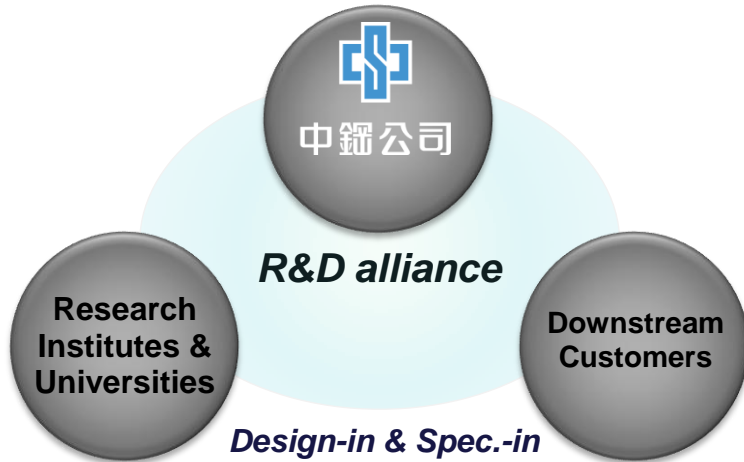 中鋼公司
R&D alliance
Research
Institutes &
Universities
Downstream
Customers
Design-in & Spec.-in